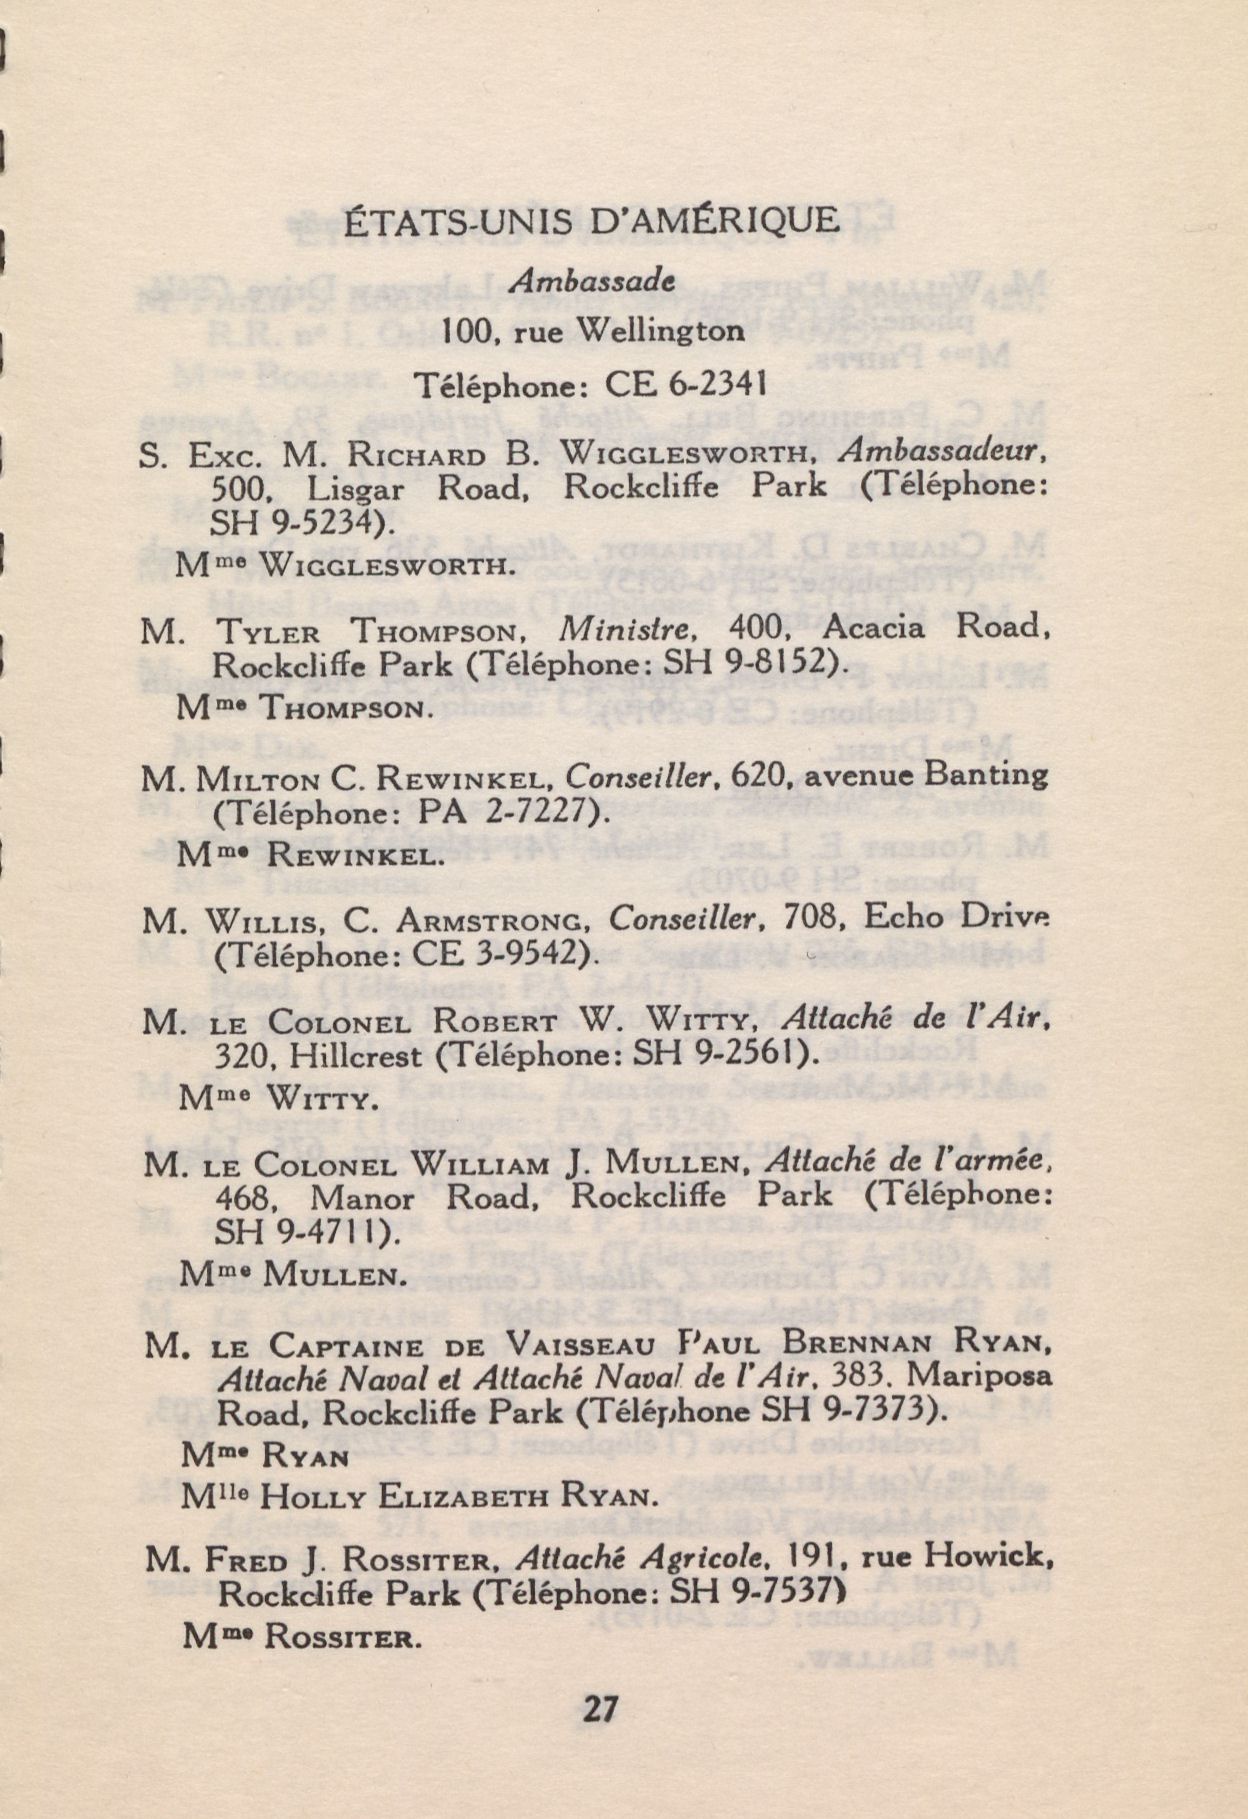 ÉTATS-UNIS D'AMÉRIQUE
Ambassade
100, rue Wellington
Téléphone: CE 6-2341
S. Exc. M. Richard B. Wigglesworth, Ambassadeur,
500, Lisgar Road, Rockcliffe Park (Téléphone:
SH 9-5234).
Mme Wigglesworth.
M. Tyler Thompson, Ministre, 400, Acacia Road,
Rockcliffe Park (Téléphone: SH 9-8152).
Mme Thompson.
M. Milton C. Rewinkel, Conseiller, 620, avenue Banting
(Téléphone: PA 2-7227).
Mme Rewinkel.
M. Willis, C. Armstrong, Conseiller, 708, Echo Drive
(Téléphone: CE 3-9542).
M. le Colonel Robert W. Witty, Attaché de l'Air,
320, Hillcrest (Téléphone: SH 9-2561).
Mme Witty.
M. le Colonel William J. Mullen, Attaché de l'armée,
468, Manor Road, Rockcliffe Park (Téléphone:
SH 9-4711).
Mme Mullen.
M. le Captaine de Vaisseau Paul Brennan Ryan,
Attaché Naval et Attaché Naval de l'Air, 383. Mariposa
Road, Rockcliffe Park (Téléphone SH 9-7373).
Mme Ryan
Mlle Holly Elizabeth Ryan.
M. Fred J. Rossiter, Attaché Agricole, 191, rue Howick,
Rockcliffe Park (Téléphone: SH 9-7537)
Mme Rossiter.
27